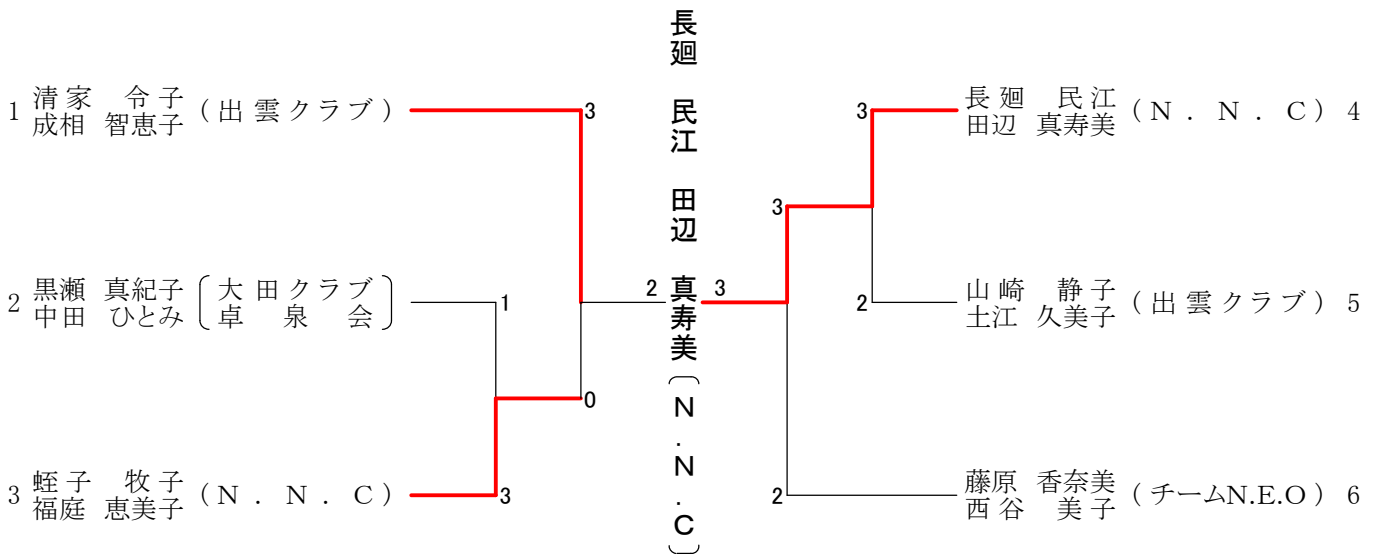 長廻 民江 田辺 真寿美〔N.N.C〕
1 清家 令子
成相 智恵子 (出雲クラブ)
3
2 黒瀬 真紀子 大田クラブ
中田 ひとみ 卓泉会
1
0
3 蛭子 牧子
福庭 恵美子 (N.N.C)
3
2
3
3
長廻 民江
田辺 真寿美 (N.N.C) 4
3
2
山崎 静子
土江 久美子 (出雲クラブ) 5
2
藤原 香奈美
西谷 美子 (チームN.E.O) 6